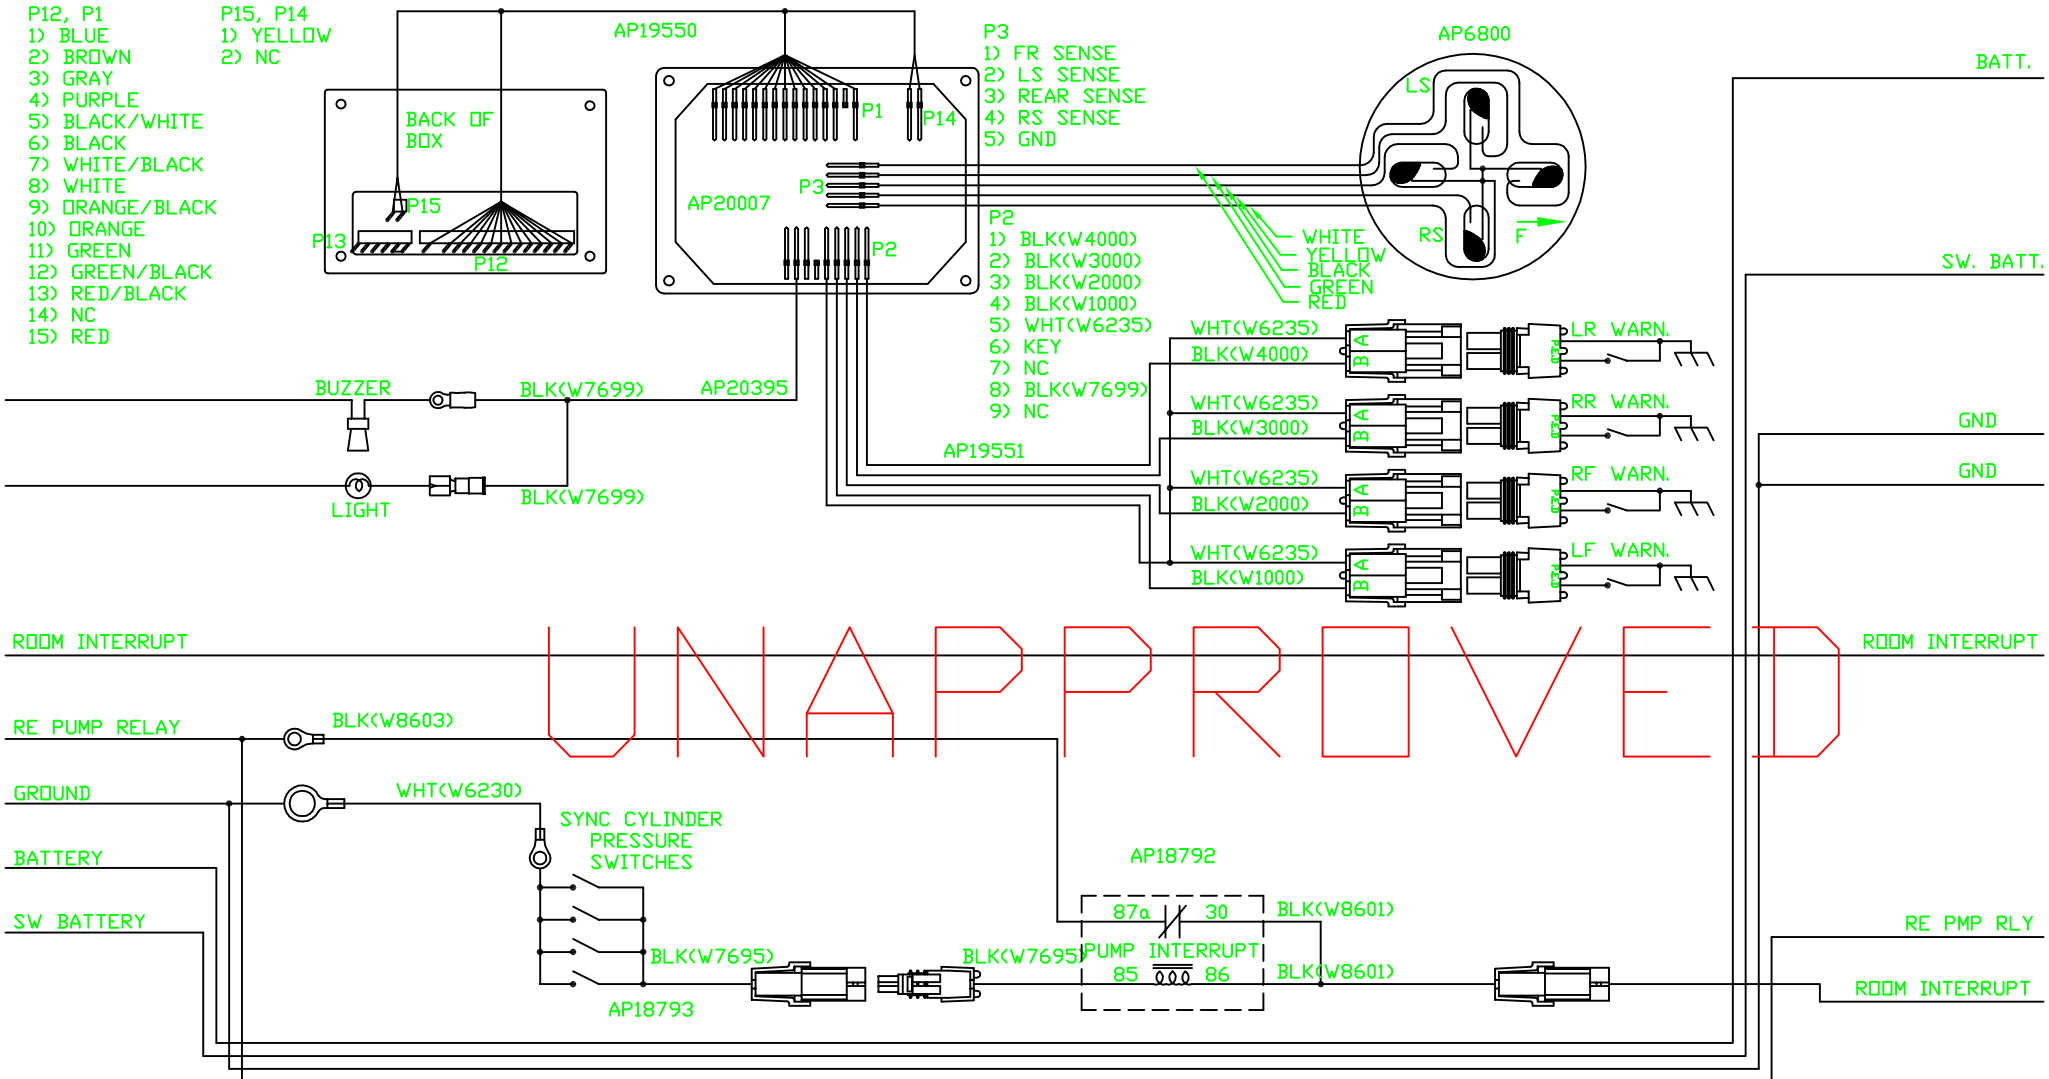 P12, P1
1) BLUE
2) BROWN
3) GRAY
4) PURPLE
5) BLACK/WHITE
6) BLACK
7) WHITE/BLACK
8) WHITE
9) ORANGE/BLACK
10) ORANGE
11) GREEN
12) GREEN/BLACK
13) RED/BLACK
14) NC
15) RED
P15, P14
1) YELLOW
2) NC
BACK OF
BOX
P15
P13
P12
AP19550
P1
P14
P3
AP20007
P2
P3
1) FR SENSE
2) LS SENSE
3) REAR SENSE
4) RS SENSE
5) GND
P2
1) BLK(W4000)
2) BLK(W3000)
3) BLK(W2000)
4) BLK(W1000)
5) WHT(W6235)
6) KEY
7) NC
8) BLK(W7699)
9) NC
AP6800
LS
RS
F
WHITE
YELLOW
BLACK
GREEN
RED
BATT.
SW. BATT.
GND
GND
BUZZER
BLK(W7699)
AP20395
LIGHT
BLK(W7699)
AP19551
WHT(W6235)
BLK(W4000)
A
B
P.E.D
LR WARN.
WHT(W6235)
BLK(W3000)
A
B
P.E.D
RR WARN.
WHT(W6235)
BLK(W2000)
A
B
P.E.D
RF WARN.
WHT(W6235)
BLK(W1000)
A
B
P.E.D
LF WARN.
ROOM INTERRUPT
ROOM INTERRUPT
UNAPPROVED
RE PUMP RELAY
BLK(W8603)
GROUND
WHT(W6230)
SYNC CYLINDER
PRESSURE
SWITCHES
BATTERY
SW BATTERY
BLK(W7695)
AP18793
BLK(W7695)
AP18792
87a
30
PUMP INTERRUPT
85
86
BLK(W8601)
BLK(W8601)
RE PMP RLY
ROOM INTERRUPT